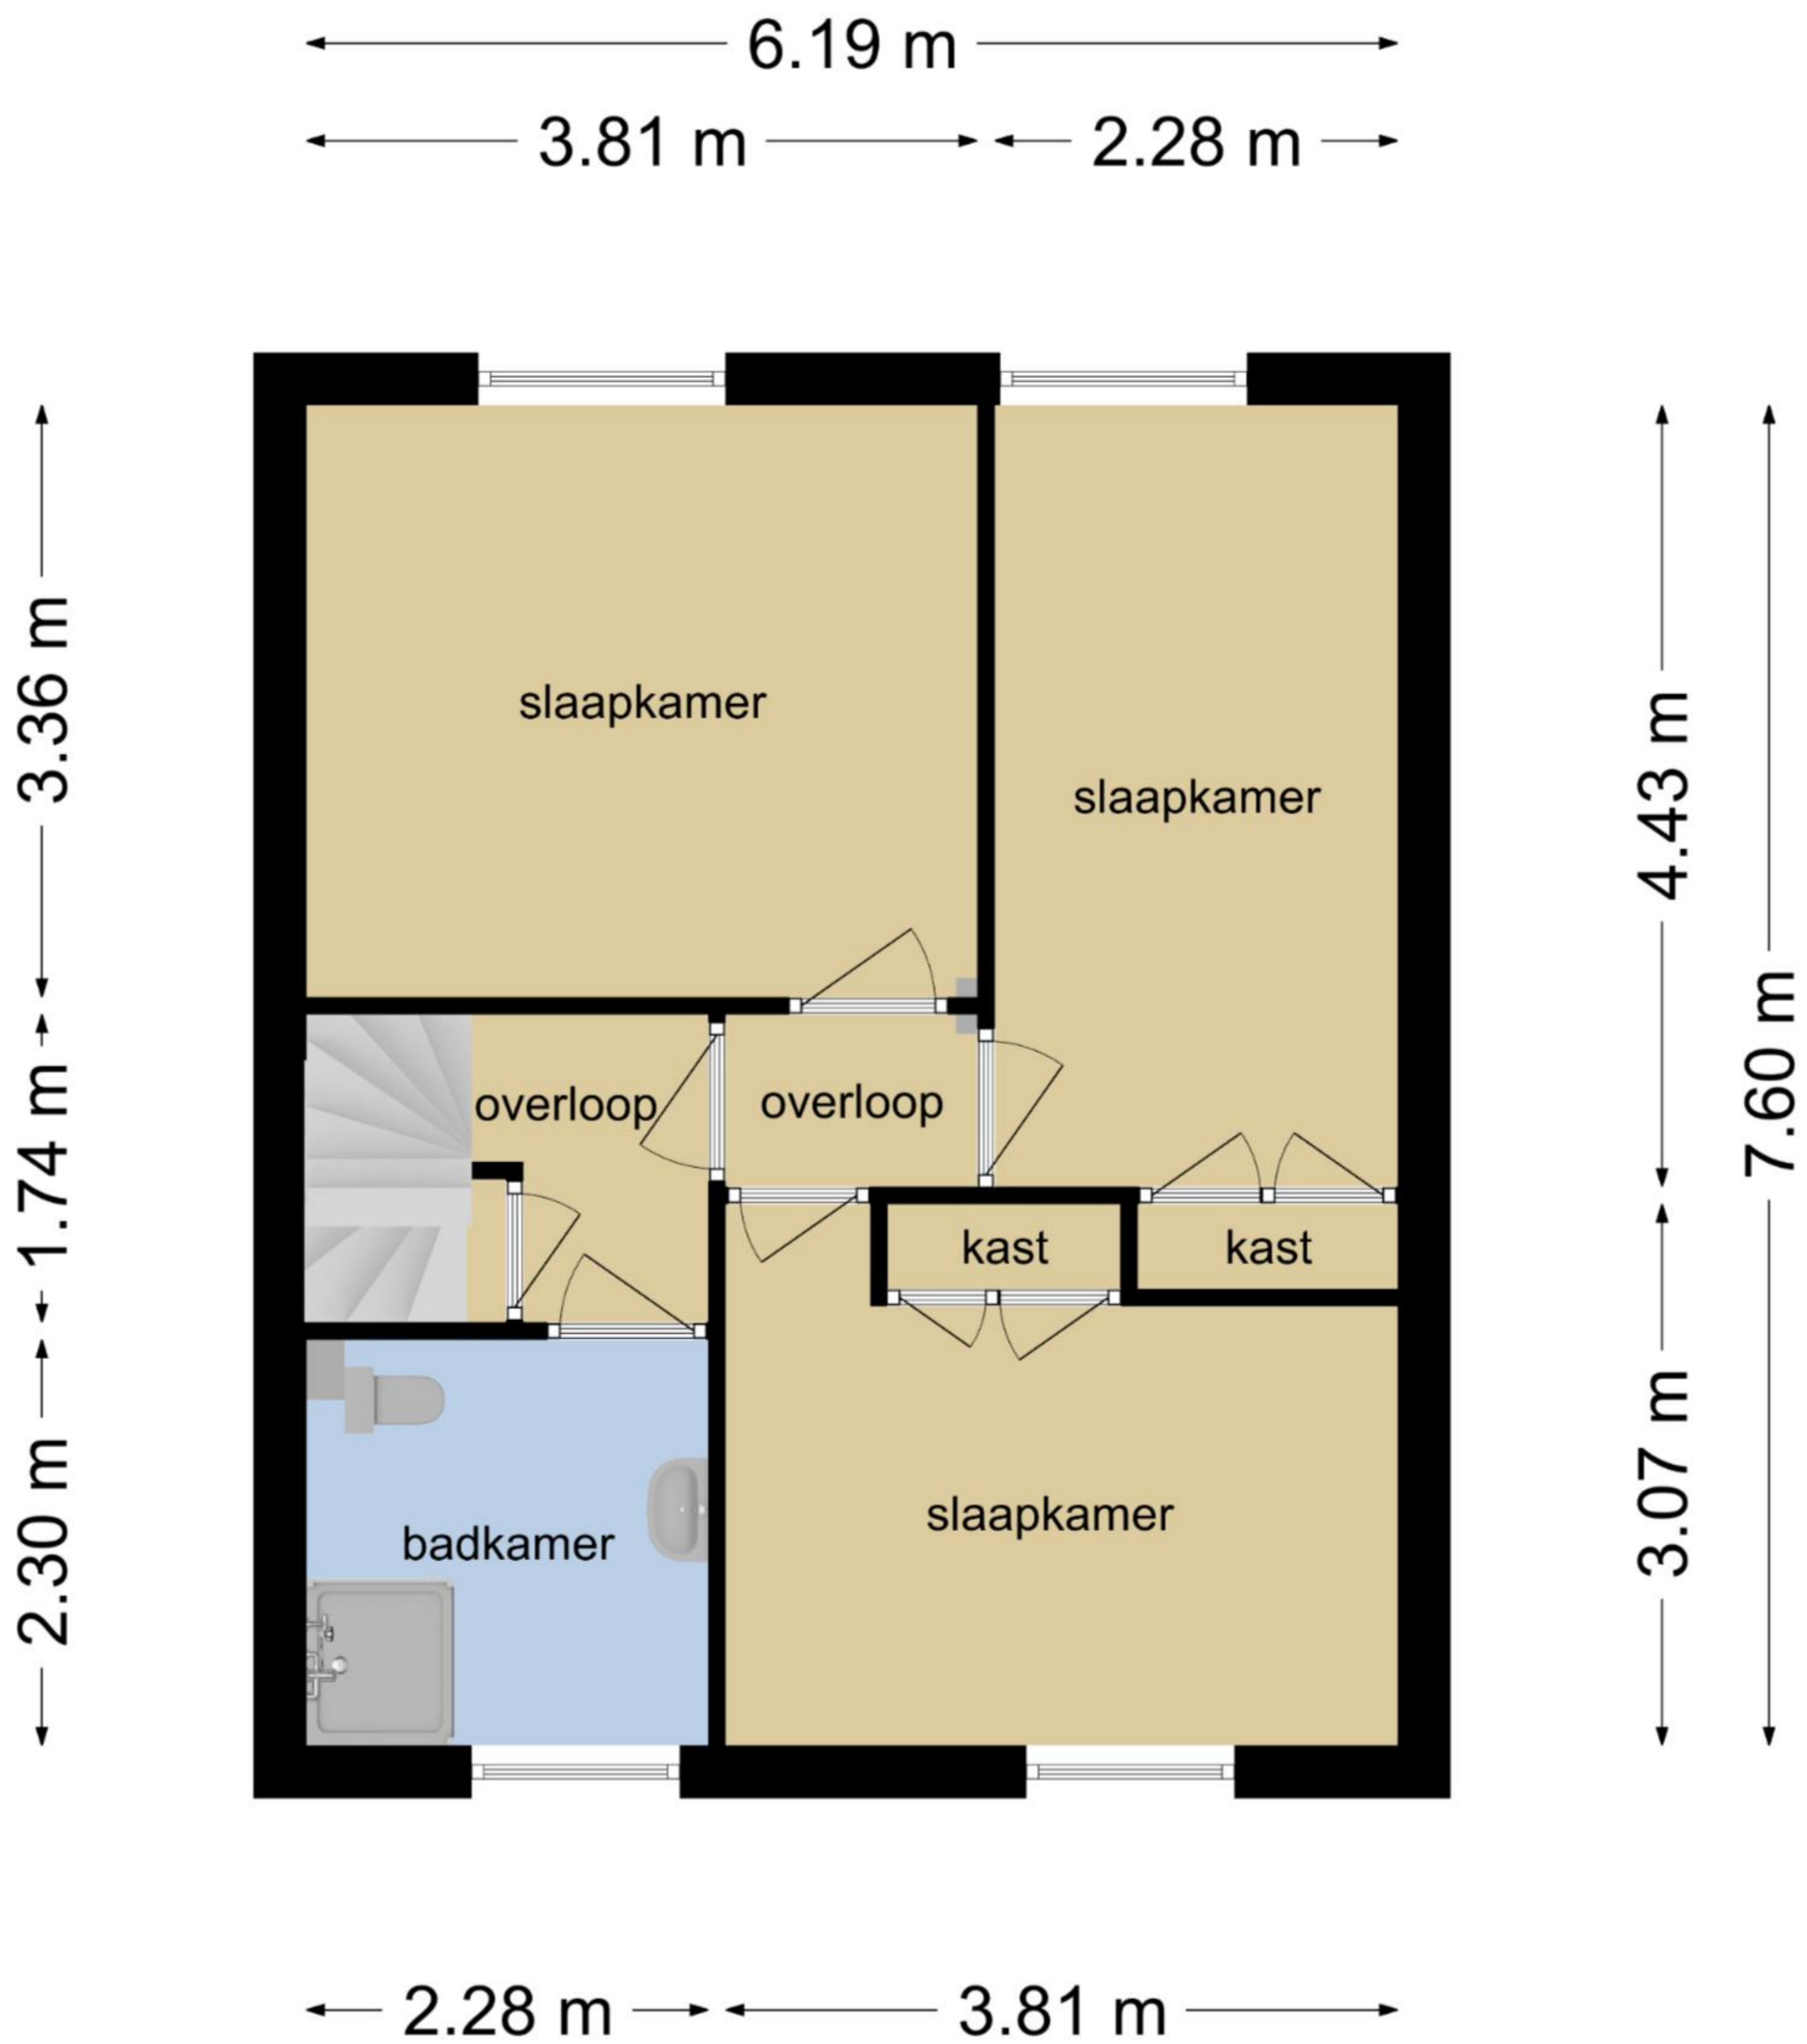 6.19 m
3.81 m
2.28 m
3.36 m
4.43 m
slaapkamer
slaapkamer
7.60 m
1.74 m
overloop
overloop
kast
kast
3.07 m
2.30 m
slaapkamer
badkamer
2.28 m
3.81 m